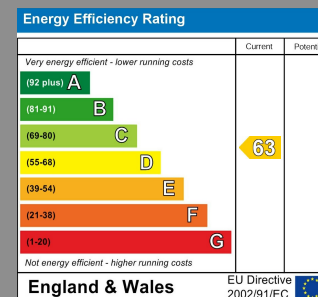 Energy Efficiency Rating
Current Potent
Very energy efficient - lower running costs
(92 plus) A
(81-91) B
(69-80) C
(55-68) D
(39-54) E
(21-38) F
(1-20) G
63
Not energy efficient - higher running costs
England & Wales
EU Directive
2002/91/EC